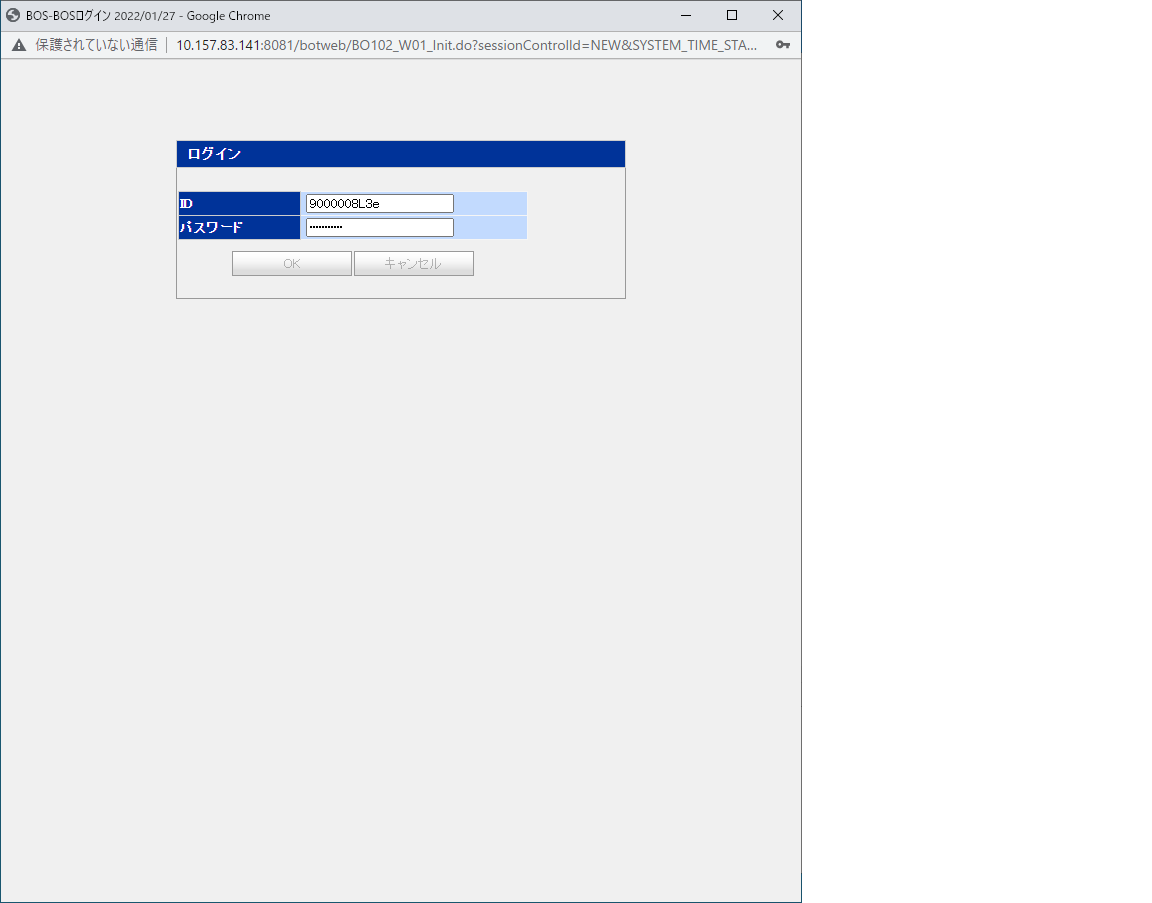 BOS-BOSログイン 2022/01/27 - Google Chrome
保護されていない通信 | 10.157.83.141:8081/botweb/BO102_W01_Init.do?sessionControlId=NEW&SYSTEM_TIME_STA...
ログイン
ID 9000008L3e
パスワード ••••••••••
OK キャンセル